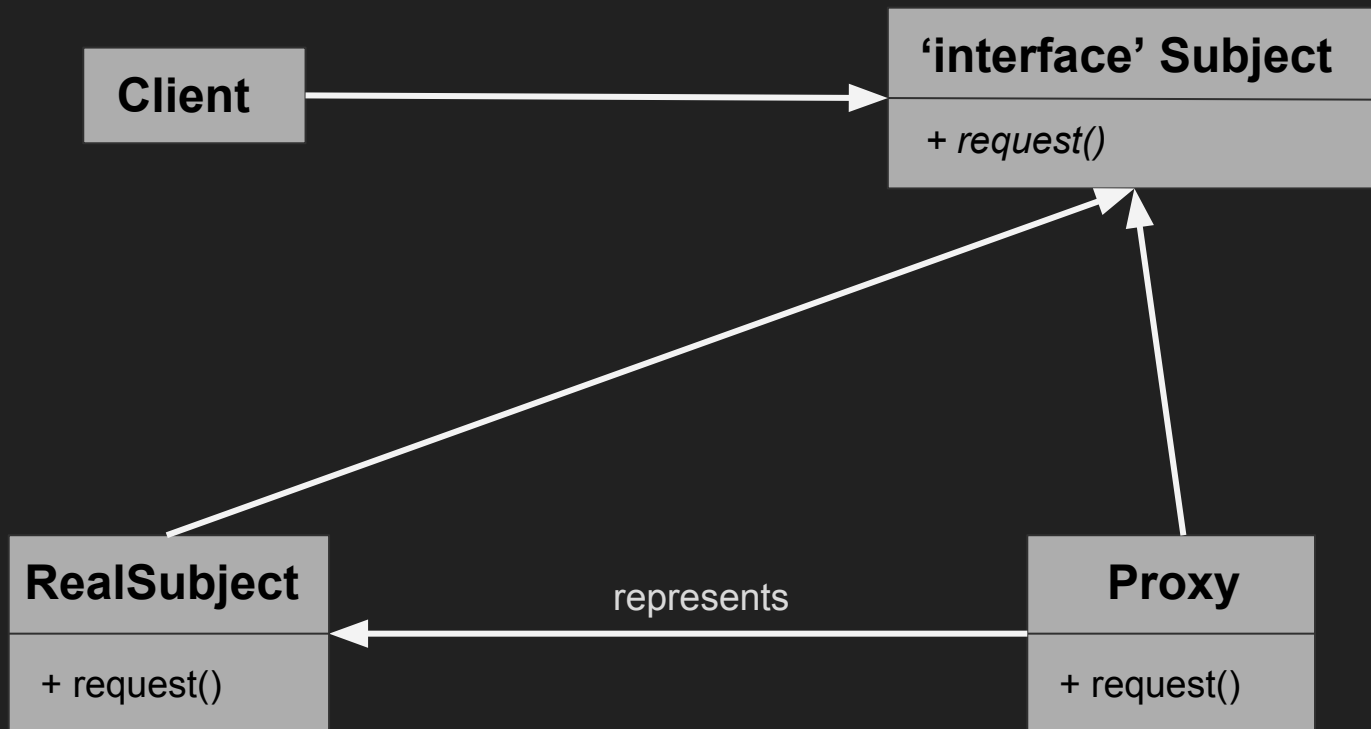 Client
‘interface’ Subject
+ request()
RealSubject
+ request()
represents
Proxy
+ request()